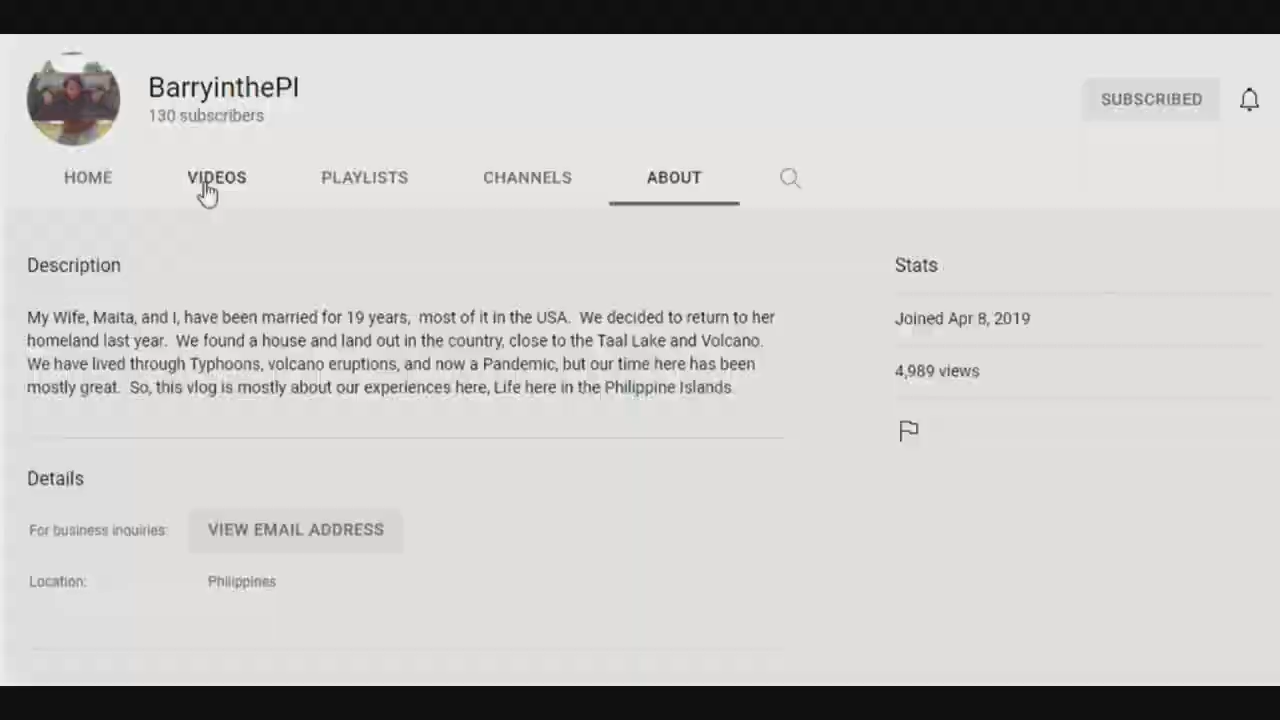 BarryinthePI
130 subscribers
SUBSCRIBED
HOME VIDEOS PLAYLISTS CHANNELS ABOUT
Description
My Wife, Maita, and I, have been married for 19 years, most of it in the USA. We decided to return to her
homeland last year. We found a house and land out in the country, close to the Taal Lake and Volcano.
We have lived through Typhoons, volcano eruptions, and now a Pandemic, but our time here has been
mostly great. So, this vlog is mostly about our experiences here, Life here in the Philippine Islands.
Stats
Joined Apr 8, 2019
4,989 views
Details
For business inquiries: VIEW EMAIL ADDRESS
Location: Philippines